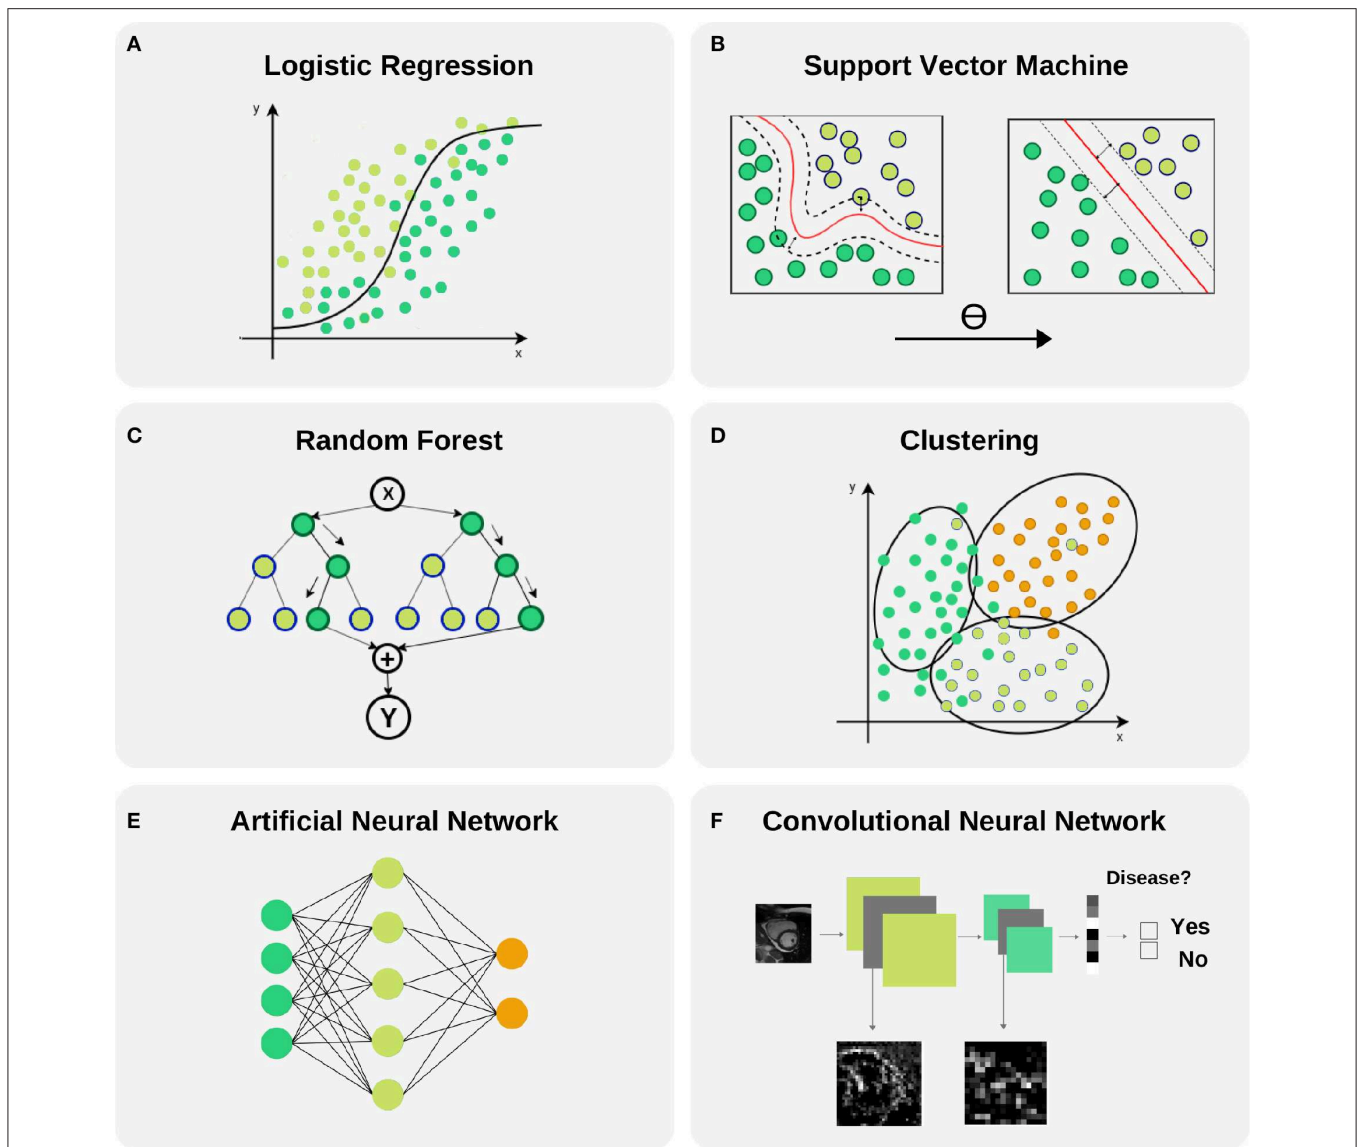 A
Logistic Regression
y
x
B
Support Vector Machine
Θ
C
Random Forest
X
+
Y
D
Clustering
y
x
E
Artificial Neural Network
F
Convolutional Neural Network
Disease?
Yes
No